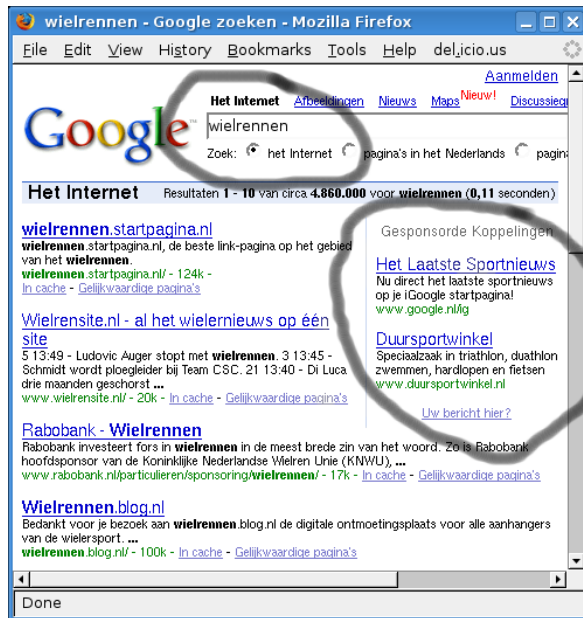 wielrennen - Google zoeken - Mozilla Firefox
File Edit View History Bookmarks Tools Help del.icio.us
Aanmelden
Het Internet Afbeeldingen Nieuws Maps Nieuw! Discussiegr
Google™
wielrennen
Zoek: het Internet pagina's in het Nederlands pagin
Het Internet Resultaten 1 - 10 van circa 4.860.000 voor wielrennen (0,11 seconden)
wielrennen.startpagina.nl
wielrennen.startpagina.nl, de beste link-pagina op het gebied
van het wielrennen.
wielrennen.startpagina.nl/ - 124k -
In cache - Gelijkwaardige pagina's
Wielrensite.nl - al het wielernieuws op één
site
5 13:49 - Ludovic Auger stopt met wielrennen. 3 13:45 -
Schmidt wordt ploegleider bij Team CSC. 21 13:40 - Di Luca
drie maanden geschorst ...
www.wielrensite.nl/ - 20k - In cache - Gelijkwaardige pagina's
Rabobank - Wielrennen
Rabobank investeert fors in wielrennen in de meest brede zin van het woord. Zo is Rabobank
hoofdsponsor van de Koninklijke Nederlandse Wielren Unie (KNWU), ...
www.rabobank.nl/particulieren/sponsoring/wielrennen/ - 17k - In cache - Gelijkwaardige pagina's
Wielrennen.blog.nl
Bedankt voor je bezoek aan wielrennen.blog.nl de digitale ontmoetingsplaats voor alle aanhangers
van de wielersport. ...
wielrennen.blog.nl/ - 100k - In cache - Gelijkwaardige pagina's
Gesponsorde Koppelingen
Het Laatste Sportnieuws
Nu direct het laatste sportnieuws
op je iGoogle startpagina!
www.google.nl/ig
Duursportwinkel
Speciaalzaak in triathlon, duathlon
zwemmen, hardlopen en fietsen
www.duursportwinkel.nl
Uw bericht hier?
Done